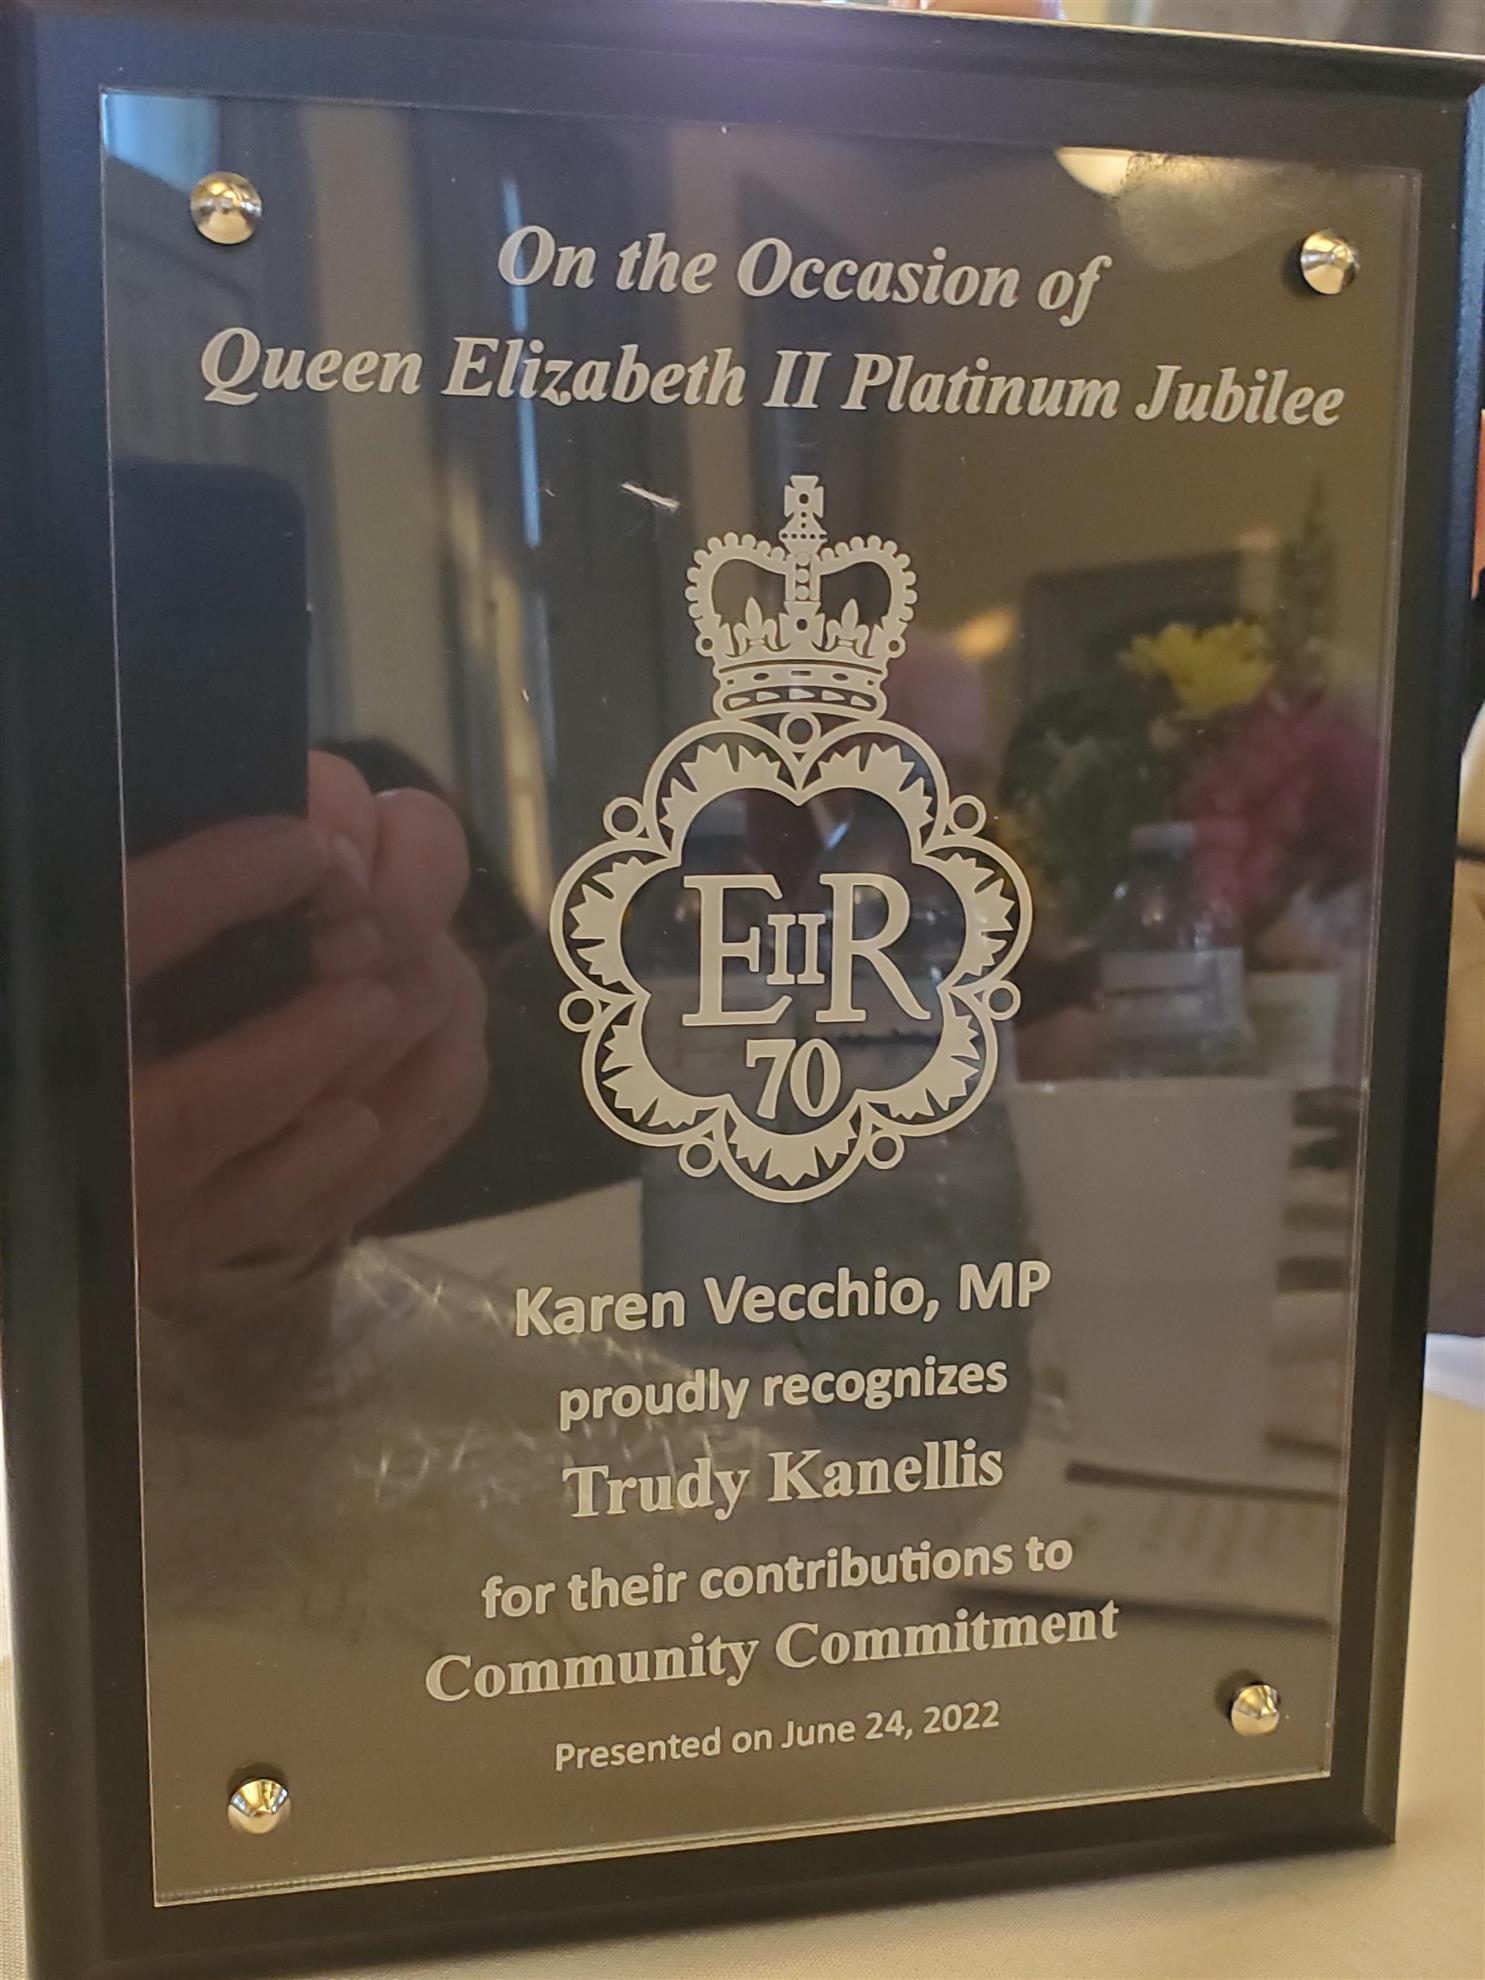 On the Occasion of
Queen Elizabeth II Platinum Jubilee
EIIR
70
Karen Vecchio, MP
proudly recognizes
Trudy Kanellis
for their contributions to
Community Commitment
Presented on June 24, 2022